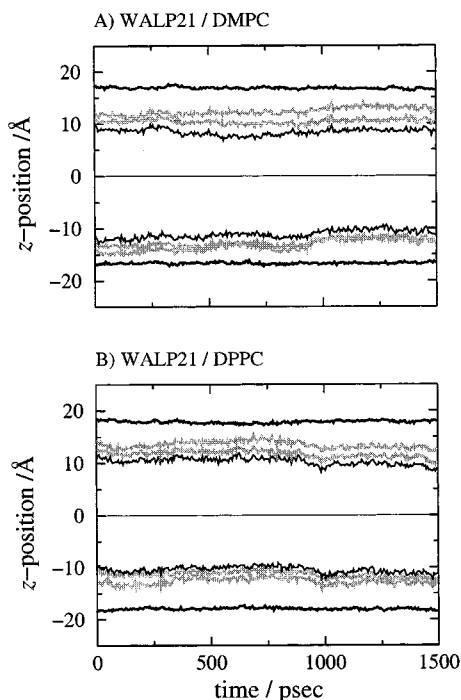 A) WALP21 / DMPC
20
10
0
−10
−20
z–position /Å
B) WALP21 / DPPC
20
10
0
−10
−20
z–position /Å
0 500 1000 1500
time / psec